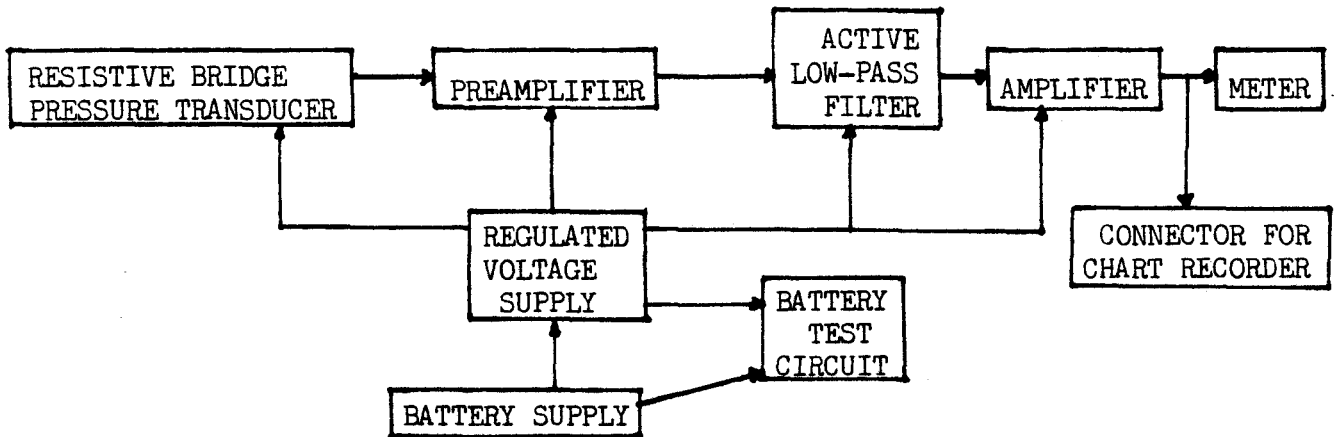 RESISTIVE BRIDGE
PRESSURE TRANSDUCER
PREAMPLIFIER
ACTIVE
LOW-PASS
FILTER
AMPLIFIER
METER
REGULATED
VOLTAGE
SUPPLY
CONNECTOR FOR
CHART RECORDER
BATTERY
TEST
CIRCUIT
BATTERY SUPPLY